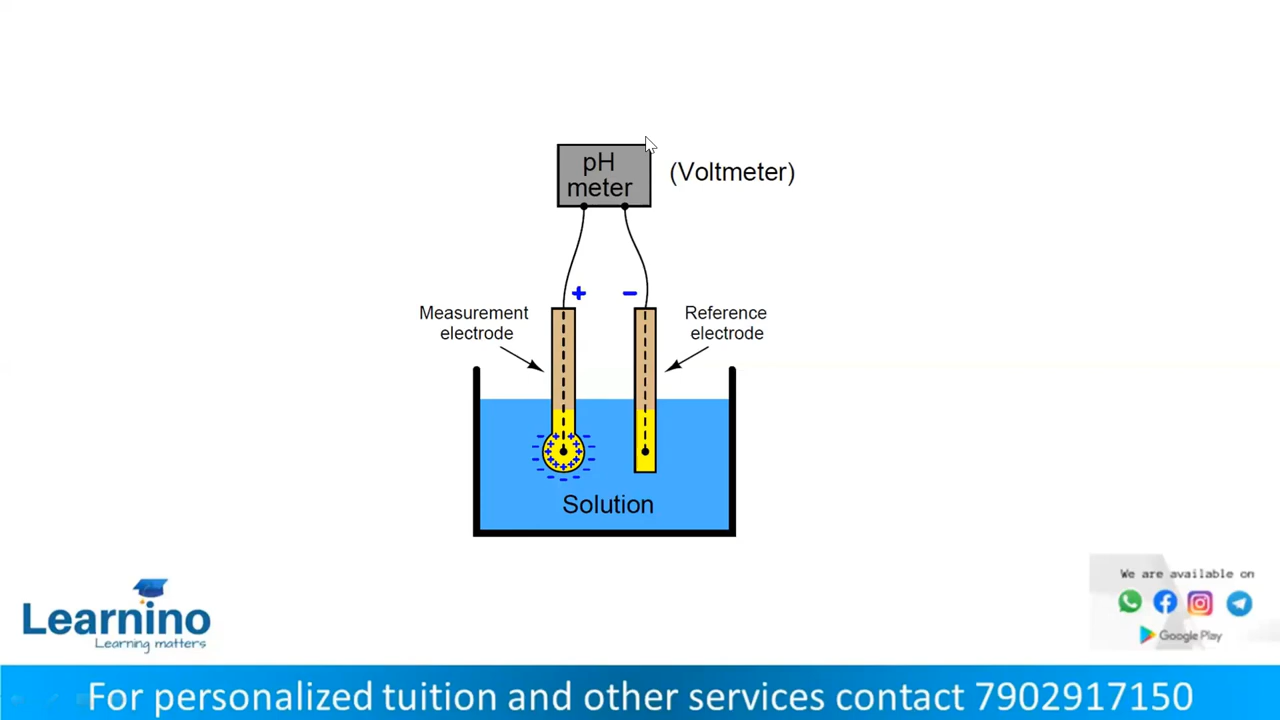 pH
meter
(Voltmeter)
+ -
Measurement
electrode
Reference
electrode
Solution
Learnino
Learning matters
We are available on
Google Play
For personalized tuition and other services contact 7902917150